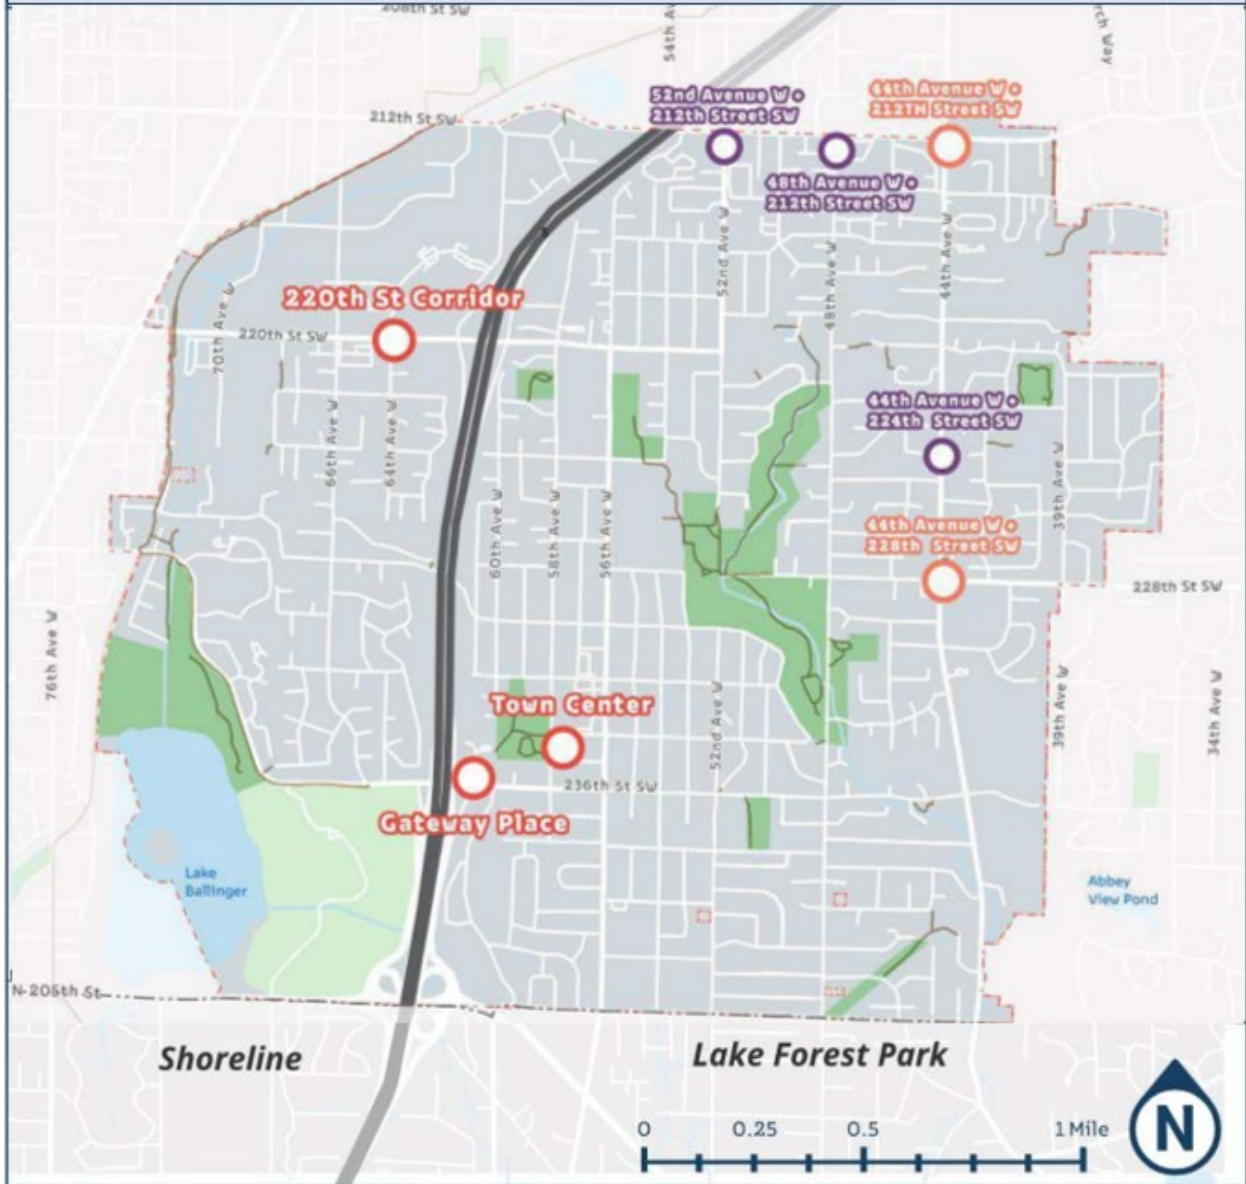 208th St SW
54th Av
rch Way
52nd Avenue W +
212th Street SW
44th Avenue W +
212TH Street SW
212th St SW
48th Avenue W +
212th Street SW
52nd Ave W
48th Ave W
44th Ave W
220th St Corridor
70th Ave W
220th St SW
44th Avenue W +
224th Street SW
66th Ave W
64th Ave W
39th Ave W
60th Ave W
58th Ave W
56th Ave W
44th Avenue W +
228th Street SW
228th St SW
76th Ave W
Town Center
52nd Ave W
39th Ave W
34th Ave W
236th St SW
Gateway Place
Lake
Ballinger
Abbey
View Pond
N 205th St
Shoreline
Lake Forest Park
0 0.25 0.5 1 Mile
N